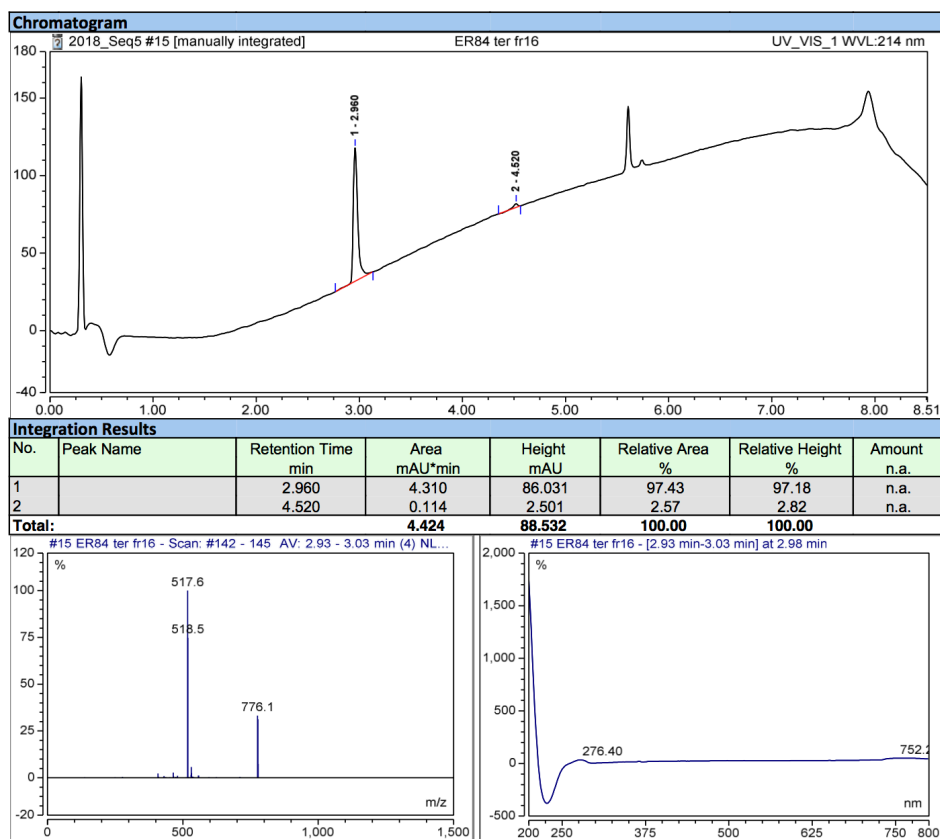 Chromatogram
2018_Seq5 #15 [manually integrated] ER84 ter fr16 UV_VIS_1 WVL:214 nm
180
150
100
50
0
-40
1 - 2.960
2 - 4.520
0.00 1.00 2.00 3.00 4.00 5.00 6.00 7.00 8.00 8.51
Integration Results
No. Peak Name Retention Time Area Height Relative Area Relative Height Amount
min mAU*min mAU % % n.a.
1 2.960 4.310 86.031 97.43 97.18 n.a.
2 4.520 0.114 2.501 2.57 2.82 n.a.
Total: 4.424 88.532 100.00 100.00
#15 ER84 ter fr16 - Scan: #142 - 145 AV: 2.93 - 3.03 min (4) NL...
120
100
75
50
25
0
-20
%
517.6
518.5
776.1
m/z
0 500 1,000 1,500
#15 ER84 ter fr16 - [2.93 min-3.03 min] at 2.98 min
2,000
1,500
1,000
500
0
-500
%
276.40
752.2
nm
200 250 375 500 625 750 800